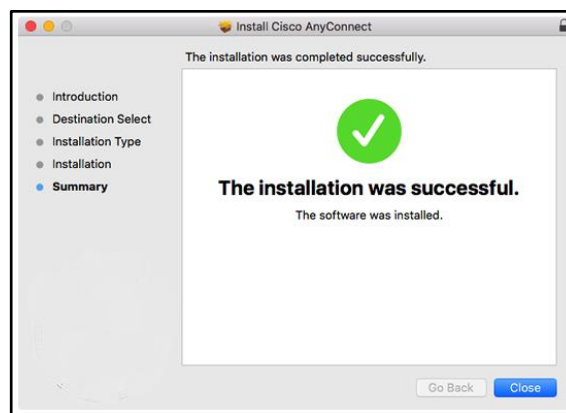 Install Cisco AnyConnect
The installation was completed successfully.
Introduction
Destination Select
Installation Type
Installation
Summary
The installation was successful.
The software was installed.
Go Back
Close